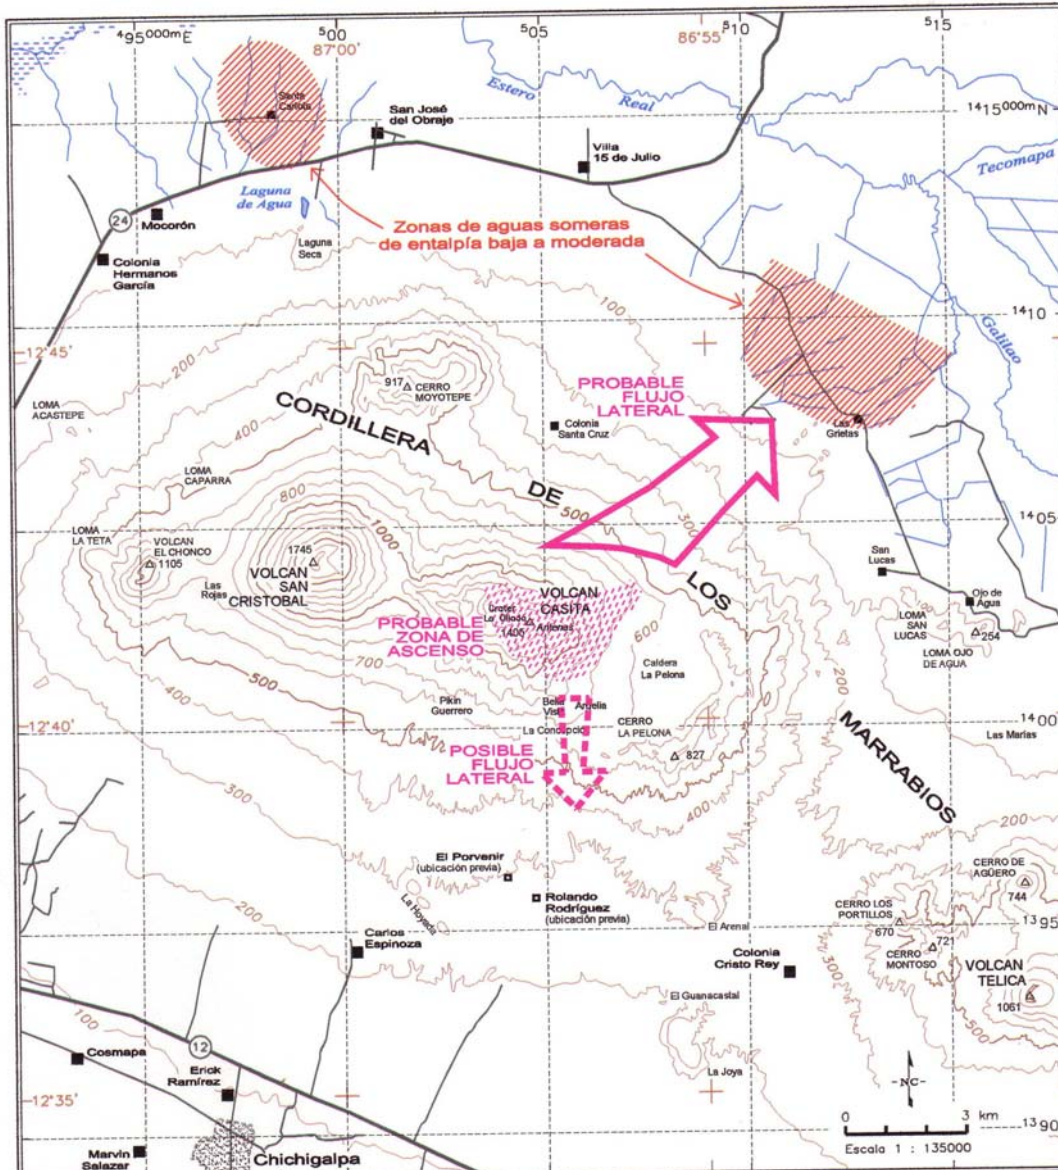 495000m E
87°00'
500
505
86°55'
510
515
Estero Real
1415000m N
Santa Carlota
San José
del Obraje
Villa
15 de Julio
Tecomapa
Laguna
de Agua
24
Mocorón
Zonas de aguas someras
de entalpía baja a moderada
Laguna
Seca
Colonia
Hermanos
García
100
1410
200
Galilao
12°45'
917
CERRO
MOYOTEPE
PROBABLE
FLUJO
LATERAL
LOMA
ACASTEPE
CORDILLERA
Colonia
Santa Cruz
Las
Grietas
400
LOMA
CAPARRA
DE
800
500
300
1405
LOMA
LA TETA
VOLCAN
EL CHONCO
1105
1745
1000
VOLCAN
SAN
CRISTOBAL
Las
Rojas
San
Lucas
LOS
VOLCAN
CASITA
Ojo de
Agua
Cráter
La Ollada
1405
Antenas
PROBABLE
ZONA DE
ASCENSO
LOMA
SAN
LUCAS
254
LOMA OJO
DE AGUA
600
700
Caldera
La Pelona
500
400
200
Pikin
Guerrero
Bella
Vista
Argelia
12°40'
La Concepción
CERRO
LA PELONA
827
1400
Las Marías
MARRABIOS
POSIBLE
FLUJO
LATERAL
300
400
200
El Porvenir
(ubicación previa)
CERRO DE
AGÜERO
744
200
La Hoyada
Rolando
Rodríguez
(ubicación previa)
CERRO LOS
PORTILLOS
670
El Arenal
1395
Carlos
Espinoza
721
CERRO
MONTOSO
Colonia
Cristo Rey
300
VOLCAN
TELICA
1061
El Guanacastal
500
100
12
Cosmapa
Erick
Ramírez
La Joya
-NC-
12°35'
0 3 km
Escala 1 : 135000
1390
Marvin
Salazar
Chichigalpa